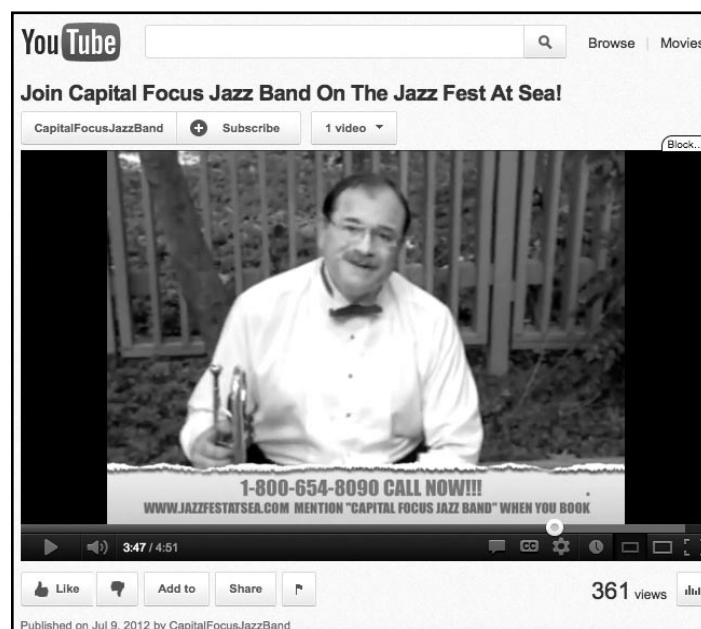 YouTube
Browse | Movies
Join Capital Focus Jazz Band On The Jazz Fest At Sea!
CapitalFocusJazzBand Subscribe 1 video
Block...
1-800-654-8090 CALL NOW!!!
WWW.JAZZFESTATSEA.COM MENTION "CAPITAL FOCUS JAZZ BAND" WHEN YOU BOOK
3:47 / 4:51 CC
Like Add to Share 361 views
Published on Jul 9, 2012 by CapitalFocusJazzBand